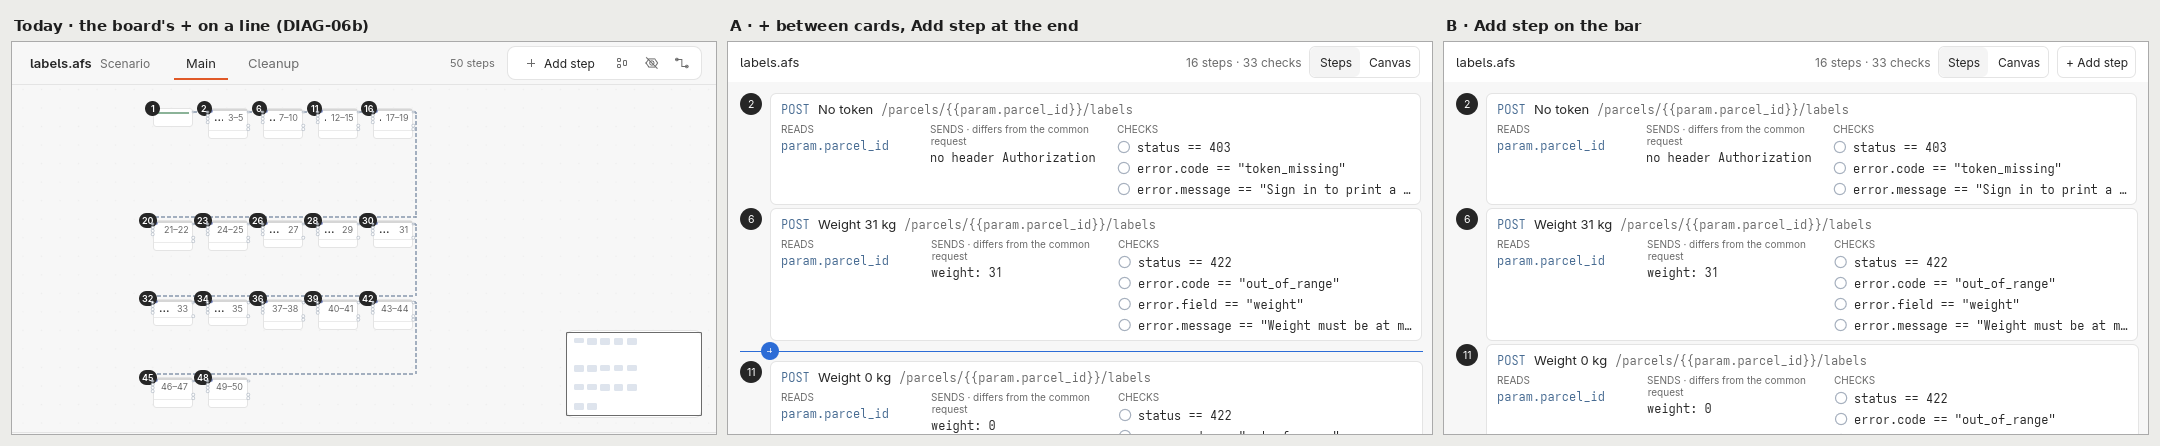 Today · the board's + on a line (DIAG-06b)
labels.afs Scenario Main Cleanup 50 steps + Add step
1 2 6 11 16
... 3–5 .. 7–10 . 12–15 . 17–19
20 23 26 28 30
21–22 24–25 ... 27 ... 29 ... 31
32 34 36 39 42
... 33 ... 35 37–38 40–41 43–44
45 48
46–47 49–50
A · + between cards, Add step at the end
labels.afs 16 steps · 33 checks Steps Canvas
2 POST No token /parcels/{{param.parcel_id}}/labels
READS SENDS · differs from the common request CHECKS
param.parcel_id no header Authorization status == 403
error.code == "token_missing"
error.message == "Sign in to print a …
6 POST Weight 31 kg /parcels/{{param.parcel_id}}/labels
READS SENDS · differs from the common request CHECKS
param.parcel_id weight: 31 status == 422
error.code == "out_of_range"
error.field == "weight"
error.message == "Weight must be at m…
+
11 POST Weight 0 kg /parcels/{{param.parcel_id}}/labels
READS SENDS · differs from the common request CHECKS
param.parcel_id weight: 0 status == 422
B · Add step on the bar
labels.afs 16 steps · 33 checks Steps Canvas + Add step
2 POST No token /parcels/{{param.parcel_id}}/labels
READS SENDS · differs from the common request CHECKS
param.parcel_id no header Authorization status == 403
error.code == "token_missing"
error.message == "Sign in to print a …
6 POST Weight 31 kg /parcels/{{param.parcel_id}}/labels
READS SENDS · differs from the common request CHECKS
param.parcel_id weight: 31 status == 422
error.code == "out_of_range"
error.field == "weight"
error.message == "Weight must be at m…
11 POST Weight 0 kg /parcels/{{param.parcel_id}}/labels
READS SENDS · differs from the common request CHECKS
param.parcel_id weight: 0 status == 422
error.code == "out_of_range"